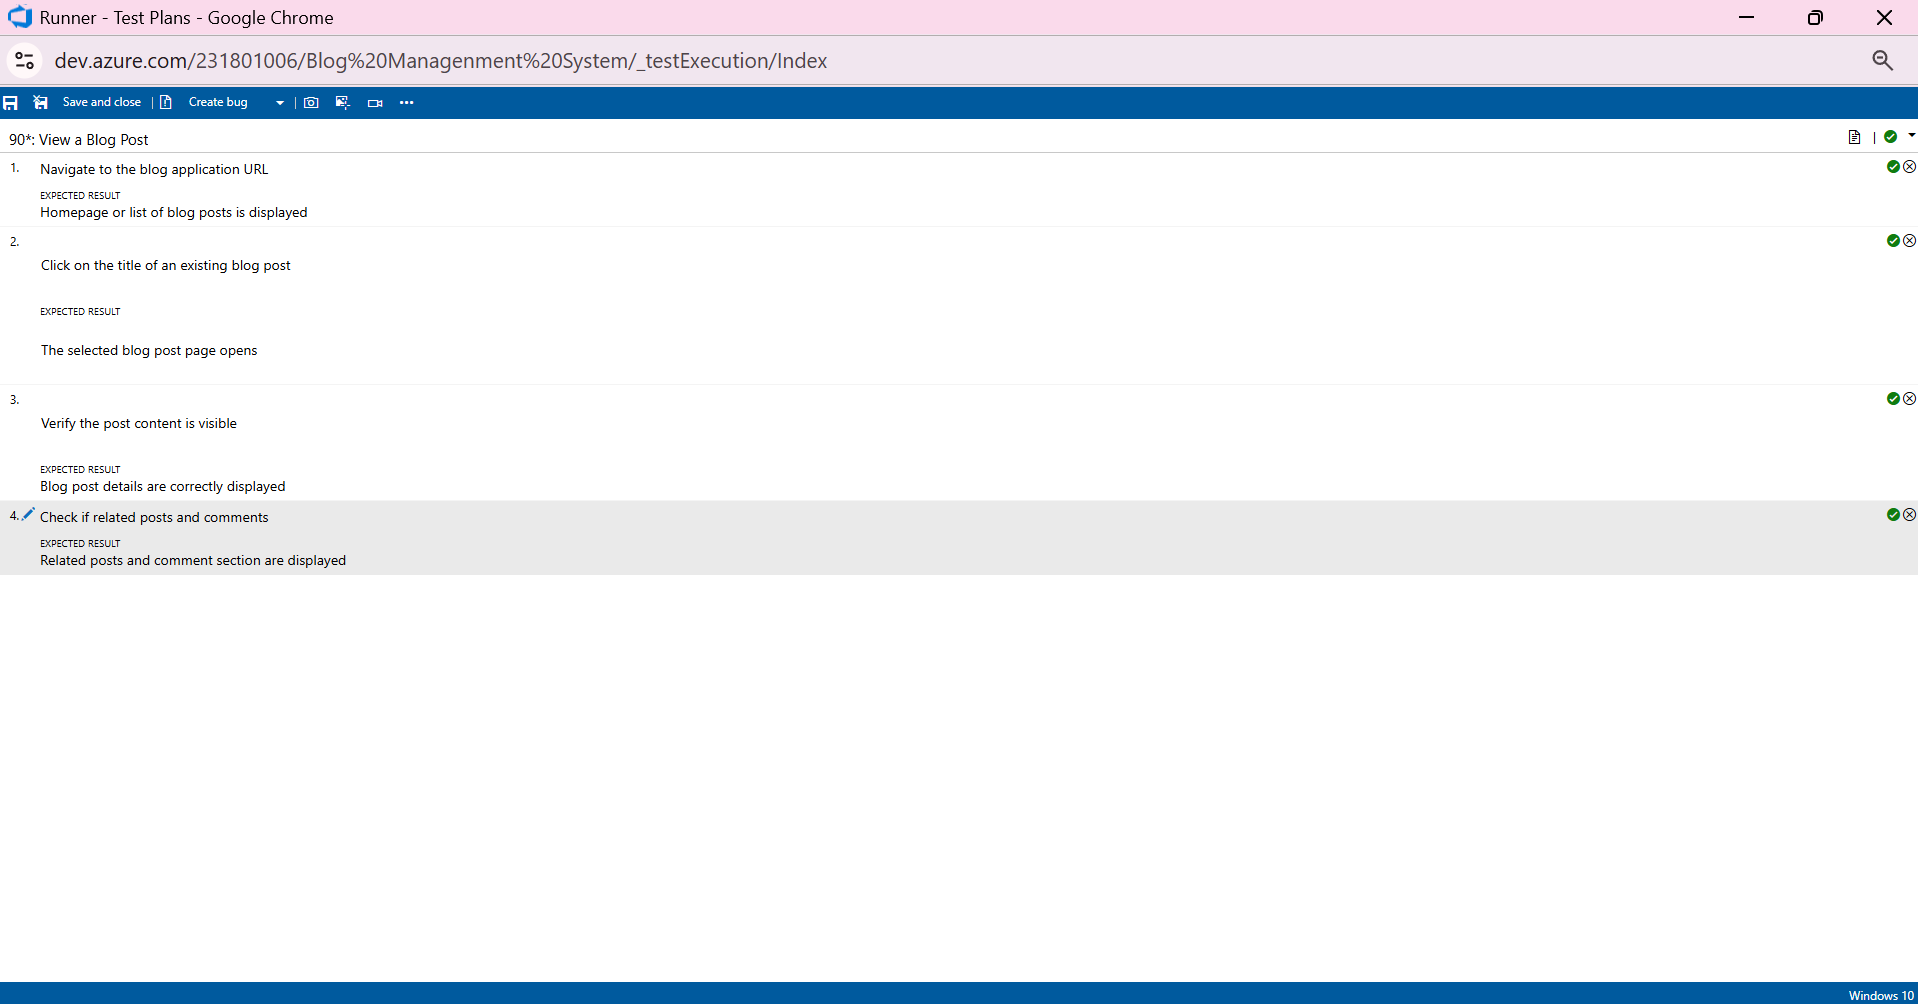 Runner - Test Plans - Google Chrome
dev.azure.com/231801006/Blog%20Managenment%20System/_testExecution/Index
Save and close | Create bug
90*: View a Blog Post
1. Navigate to the blog application URL
EXPECTED RESULT
Homepage or list of blog posts is displayed
2.
Click on the title of an existing blog post
EXPECTED RESULT
The selected blog post page opens
3.
Verify the post content is visible
EXPECTED RESULT
Blog post details are correctly displayed
4. Check if related posts and comments
EXPECTED RESULT
Related posts and comment section are displayed
Windows 10